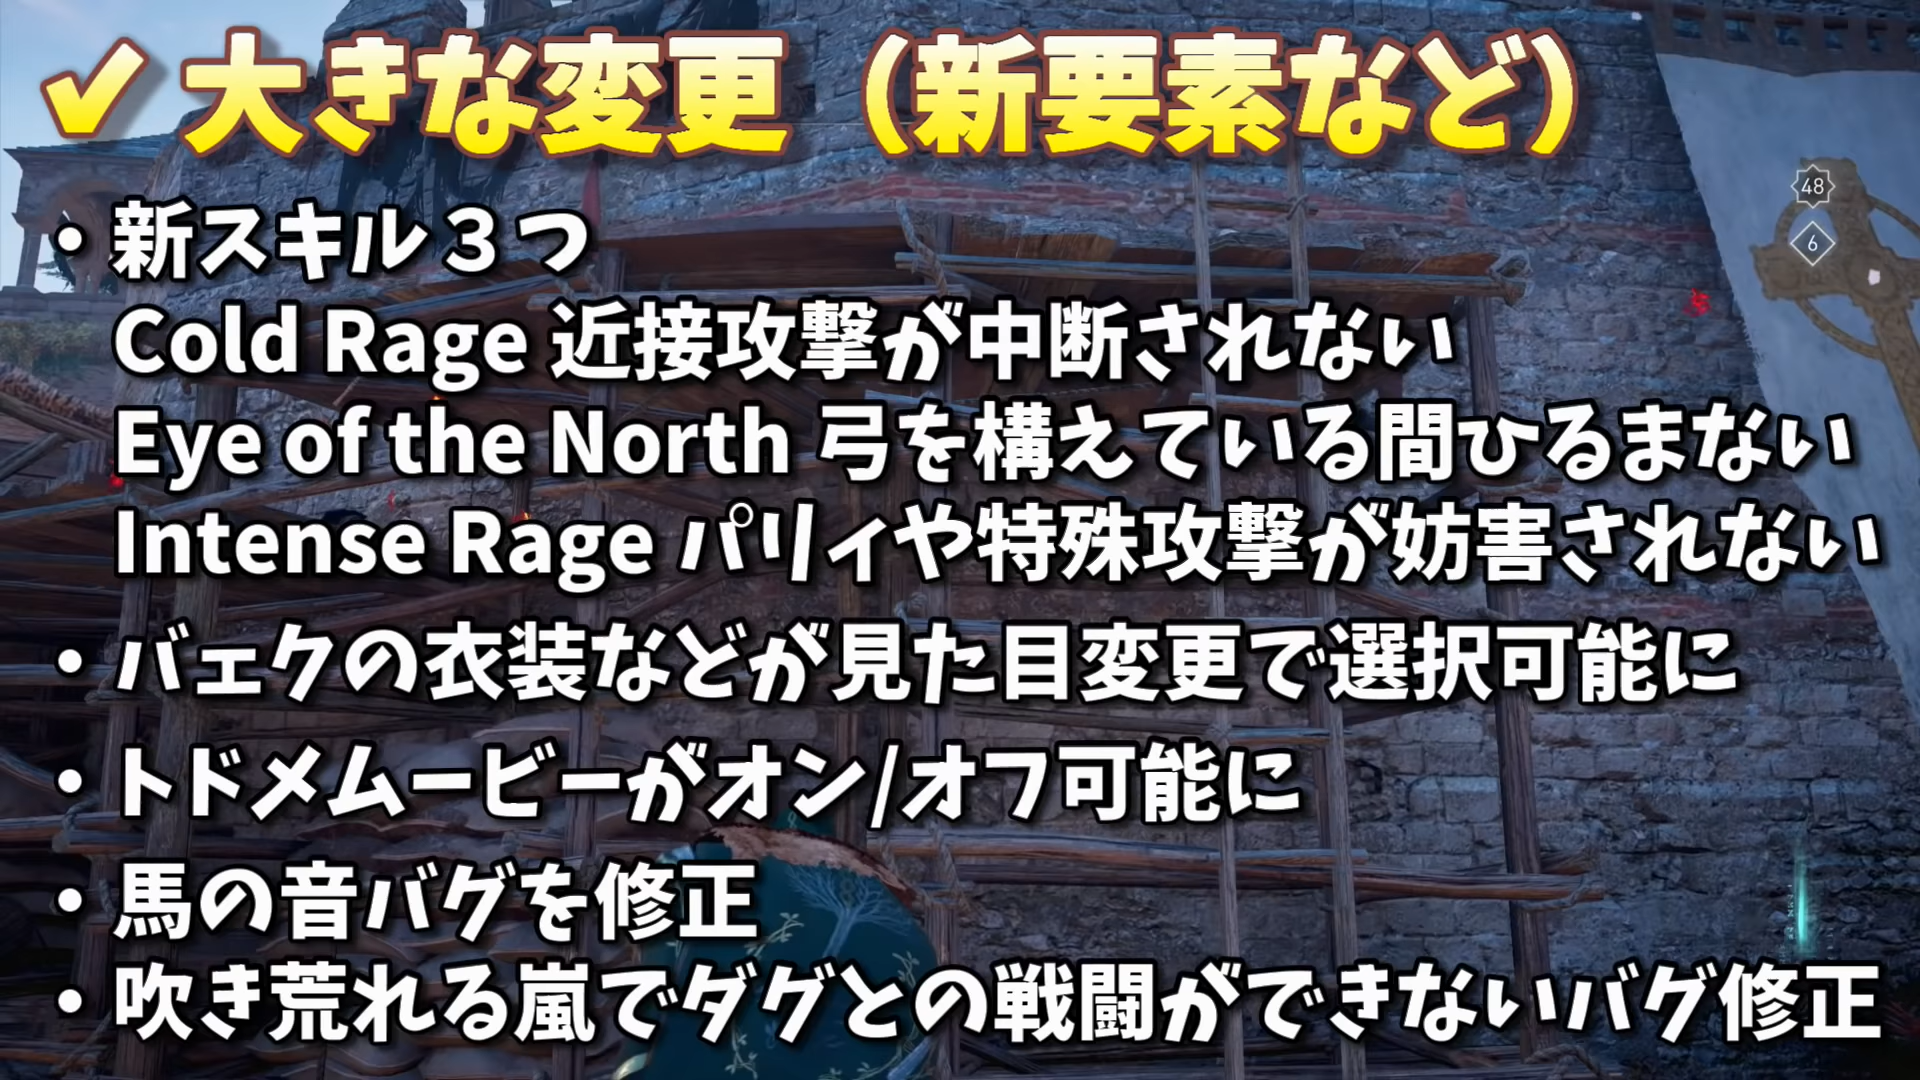 ✓ 大きな変更（新要素など）
48
・新スキル３つ
6
Cold Rage 近接攻撃が中断されない
Eye of the North 弓を構えている間ひるまない
Intense Rage パリィや特殊攻撃が妨害されない
・バェクの衣装などが見た目変更で選択可能に
・トドメムービーがオン/オフ可能に
・馬の音バグを修正
・吹き荒れる嵐でダグとの戦闘ができないバグ修正